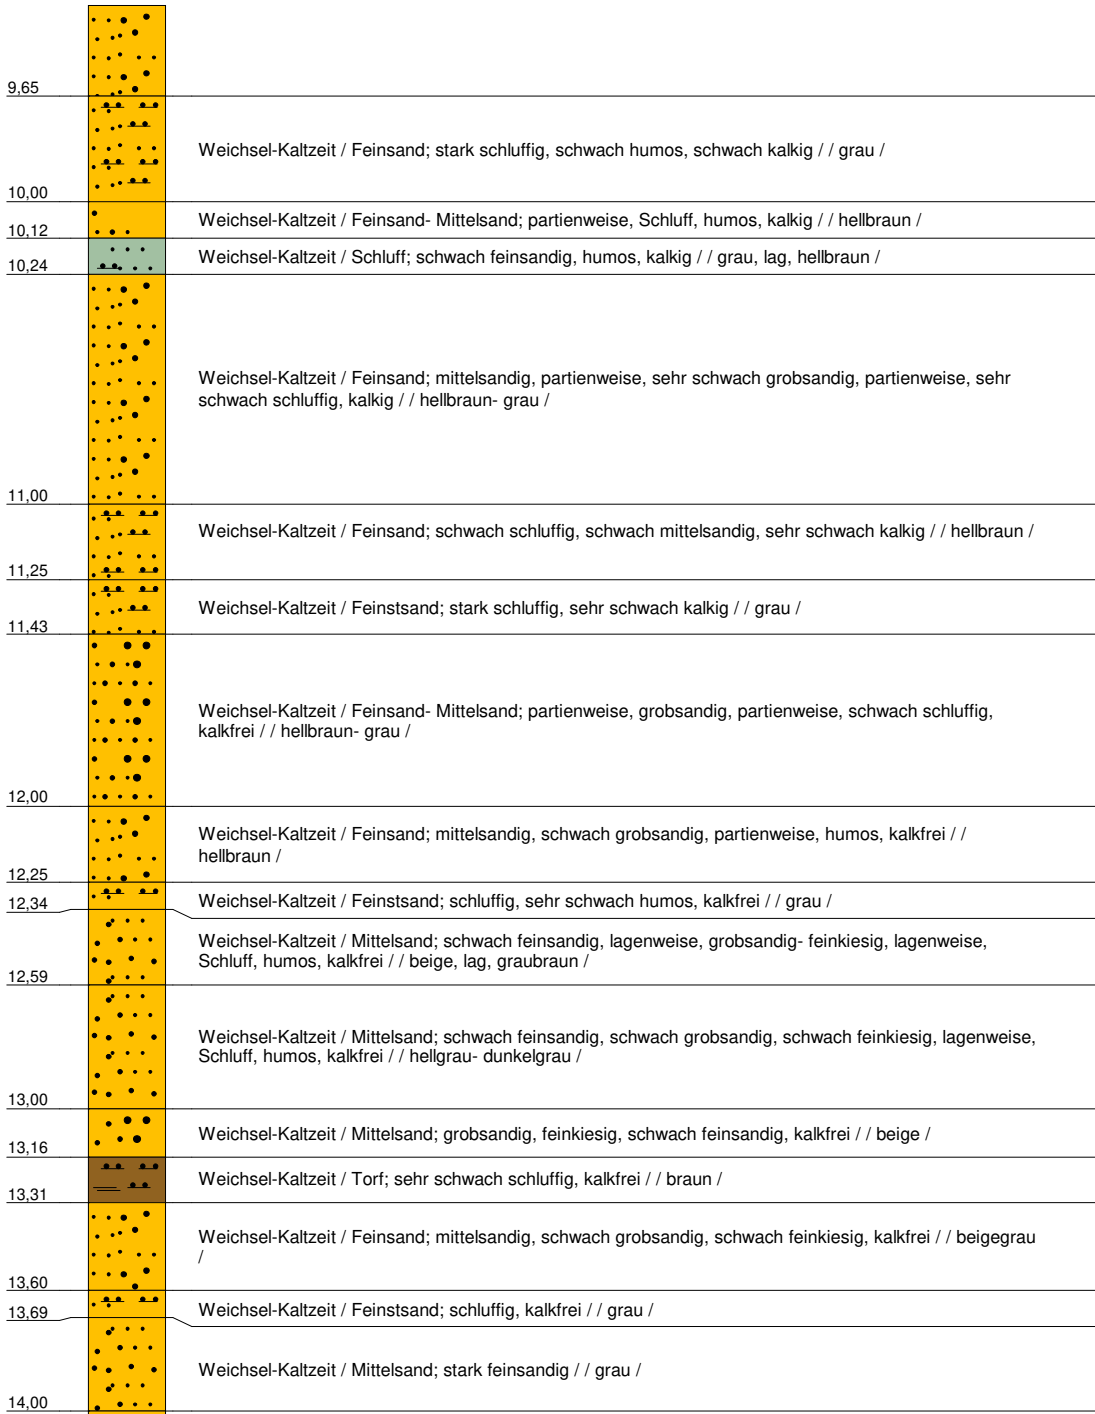 9,65
Weichsel-Kaltzeit / Feinsand; stark schluffig, schwach humos, schwach kalkig / / grau /
10,00
Weichsel-Kaltzeit / Feinsand- Mittelsand; partienweise, Schluff, humos, kalkig / / hellbraun /
10,12
Weichsel-Kaltzeit / Schluff; schwach feinsandig, humos, kalkig / / grau, lag, hellbraun /
10,24
Weichsel-Kaltzeit / Feinsand; mittelsandig, partienweise, sehr schwach grobsandig, partienweise, sehr
schwach schluffig, kalkig / / hellbraun- grau /
11,00
Weichsel-Kaltzeit / Feinsand; schwach schluffig, schwach mittelsandig, sehr schwach kalkig / / hellbraun /
11,25
Weichsel-Kaltzeit / Feinstsand; stark schluffig, sehr schwach kalkig / / grau /
11,43
Weichsel-Kaltzeit / Feinsand- Mittelsand; partienweise, grobsandig, partienweise, schwach schluffig,
kalkfrei / / hellbraun- grau /
12,00
Weichsel-Kaltzeit / Feinsand; mittelsandig, schwach grobsandig, partienweise, humos, kalkfrei / /
hellbraun /
12,25
Weichsel-Kaltzeit / Feinstsand; schluffig, sehr schwach humos, kalkfrei / / grau /
12,34
Weichsel-Kaltzeit / Mittelsand; schwach feinsandig, lagenweise, grobsandig- feinkiesig, lagenweise,
Schluff, humos, kalkfrei / / beige, lag, graubraun /
12,59
Weichsel-Kaltzeit / Mittelsand; schwach feinsandig, schwach grobsandig, schwach feinkiesig, lagenweise,
Schluff, humos, kalkfrei / / hellgrau- dunkelgrau /
13,00
Weichsel-Kaltzeit / Mittelsand; grobsandig, feinkiesig, schwach feinsandig, kalkfrei / / beige /
13,16
Weichsel-Kaltzeit / Torf; sehr schwach schluffig, kalkfrei / / braun /
13,31
Weichsel-Kaltzeit / Feinsand; mittelsandig, schwach grobsandig, schwach feinkiesig, kalkfrei / / beigegrau
/
13,60
Weichsel-Kaltzeit / Feinstsand; schluffig, kalkfrei / / grau /
13,69
Weichsel-Kaltzeit / Mittelsand; stark feinsandig / / grau /
14,00